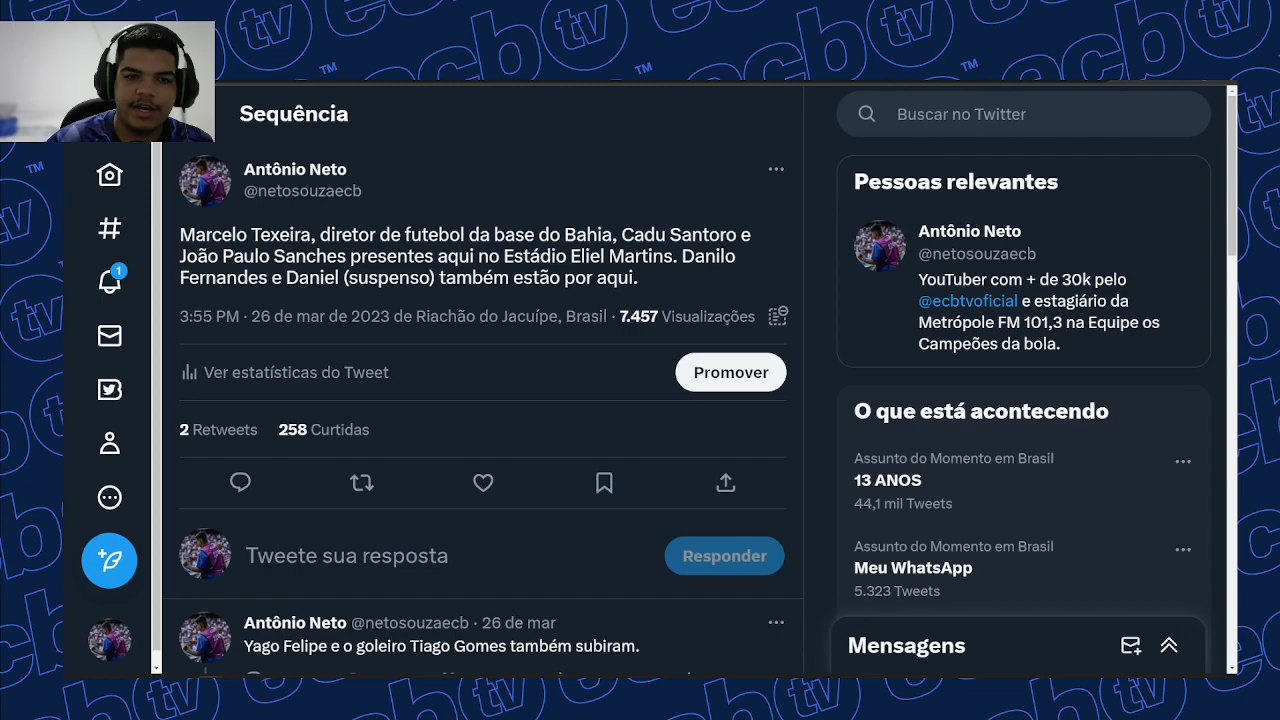 ecb tv ™
Sequência
Antônio Neto
@netosouzaecb
Marcelo Texeira, diretor de futebol da base do Bahia, Cadu Santoro e
João Paulo Sanches presentes aqui no Estádio Eliel Martins. Danilo
Fernandes e Daniel (suspenso) também estão por aqui.
3:55 PM · 26 de mar de 2023 de Riachão do Jacuípe, Brasil · 7.457 Visualizações
Ver estatísticas do Tweet
Promover
2 Retweets 258 Curtidas
Tweete sua resposta
Responder
Antônio Neto @netosouzaecb · 26 de mar
Yago Felipe e o goleiro Tiago Gomes também subiram.
1
Buscar no Twitter
Pessoas relevantes
Antônio Neto
@netosouzaecb
YouTuber com + de 30k pelo
@ecbtvoficial e estagiário da
Metrópole FM 101,3 na Equipe os
Campeões da bola.
O que está acontecendo
Assunto do Momento em Brasil
13 ANOS
44,1 mil Tweets
Assunto do Momento em Brasil
Meu WhatsApp
5.323 Tweets
Mensagens